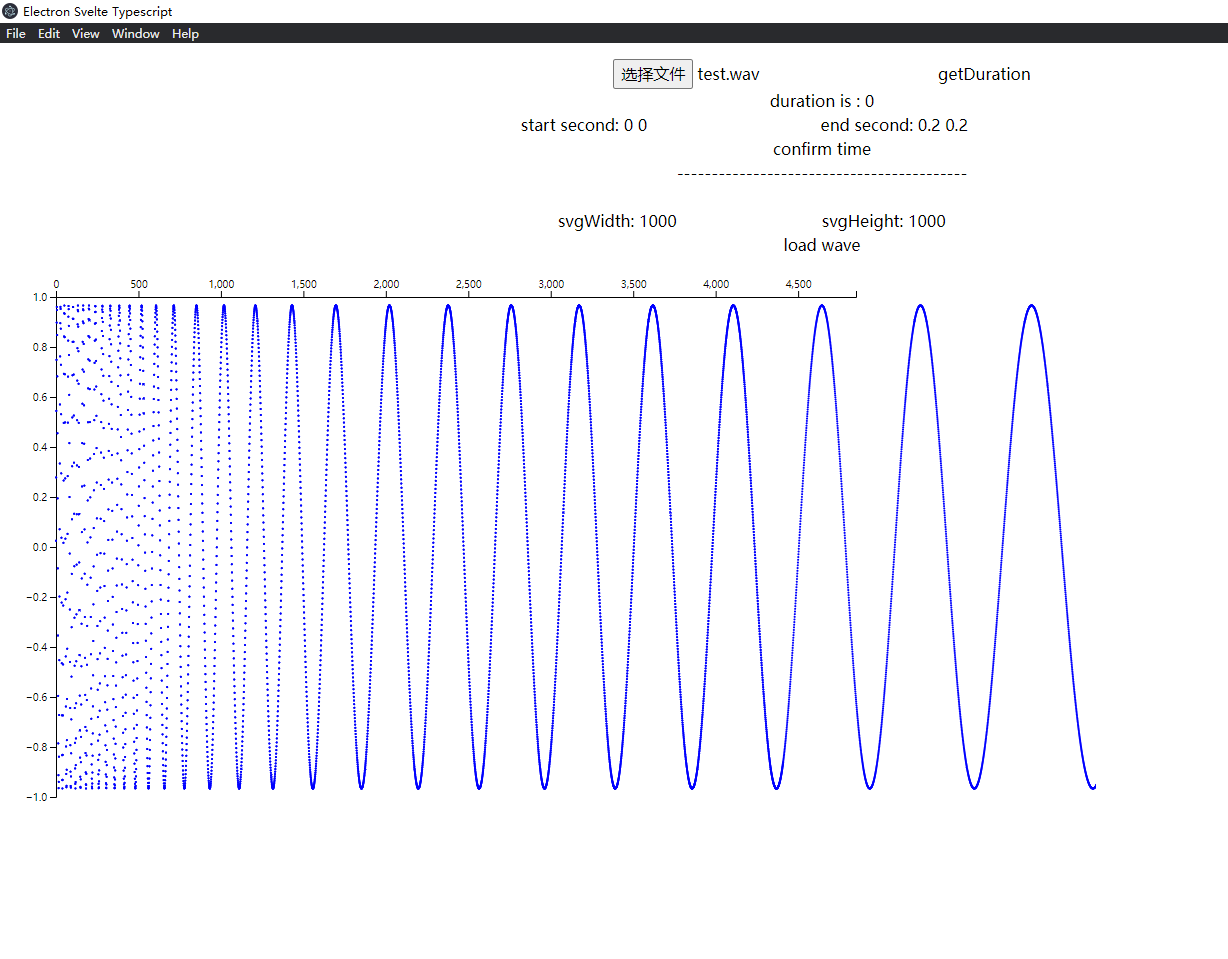 Electron Svelte Typescript
File Edit View Window Help
选择文件 test.wav getDuration
duration is : 0
start second: 0 0 end second: 0.2 0.2
confirm time
-----------------------------------------
svgWidth: 1000 svgHeight: 1000
load wave
0 500 1,000 1,500 2,000 2,500 3,000 3,500 4,000 4,500
1.0
0.8
0.6
0.4
0.2
0.0
−0.2
−0.4
−0.6
−0.8
−1.0